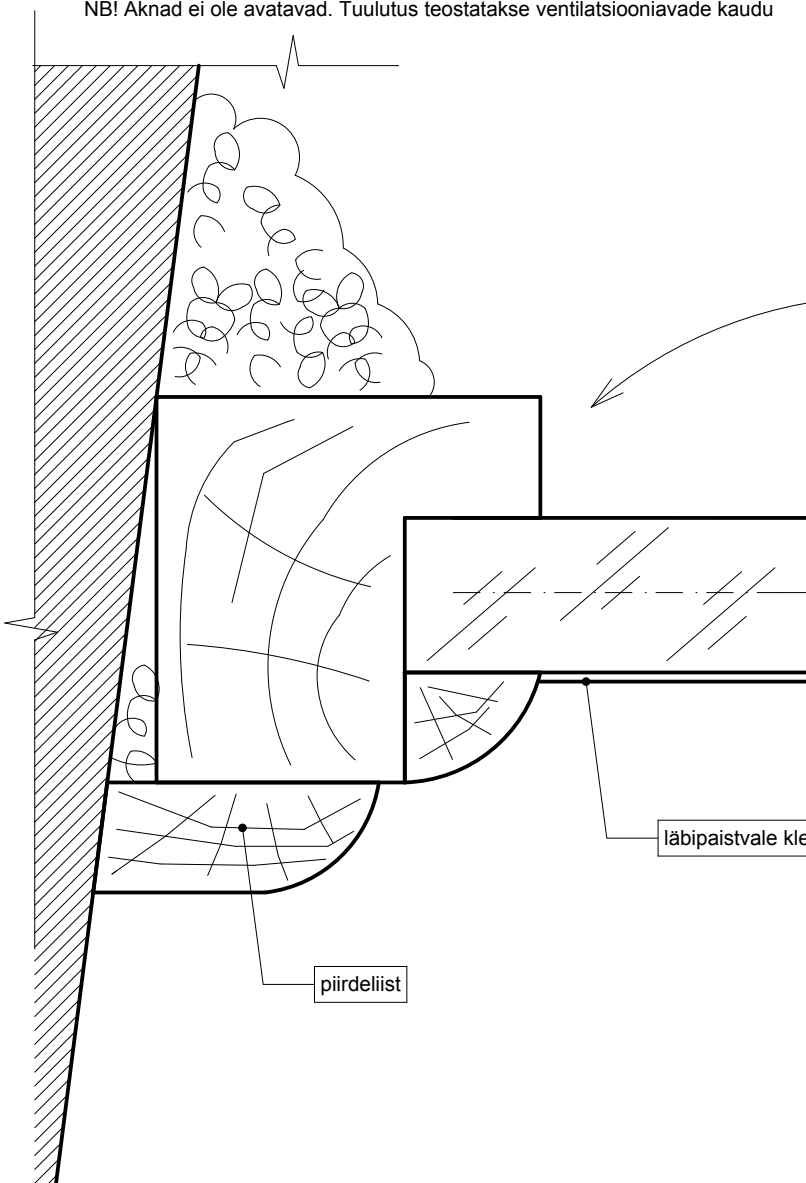 NB! Aknad ei ole avatavad. Tuulutus teostatakse ventilatsiooniavade kaudu
läbipaistvale kle
piirdeliist